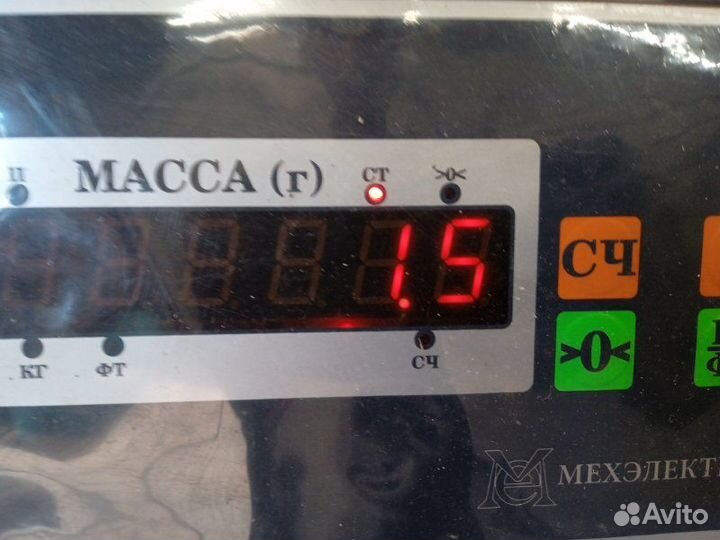 П МАССА (г) СТ >0<
1.5
КГ ФТ СЧ
СЧ
>0<
МЕХЭЛЕКТ
Avito